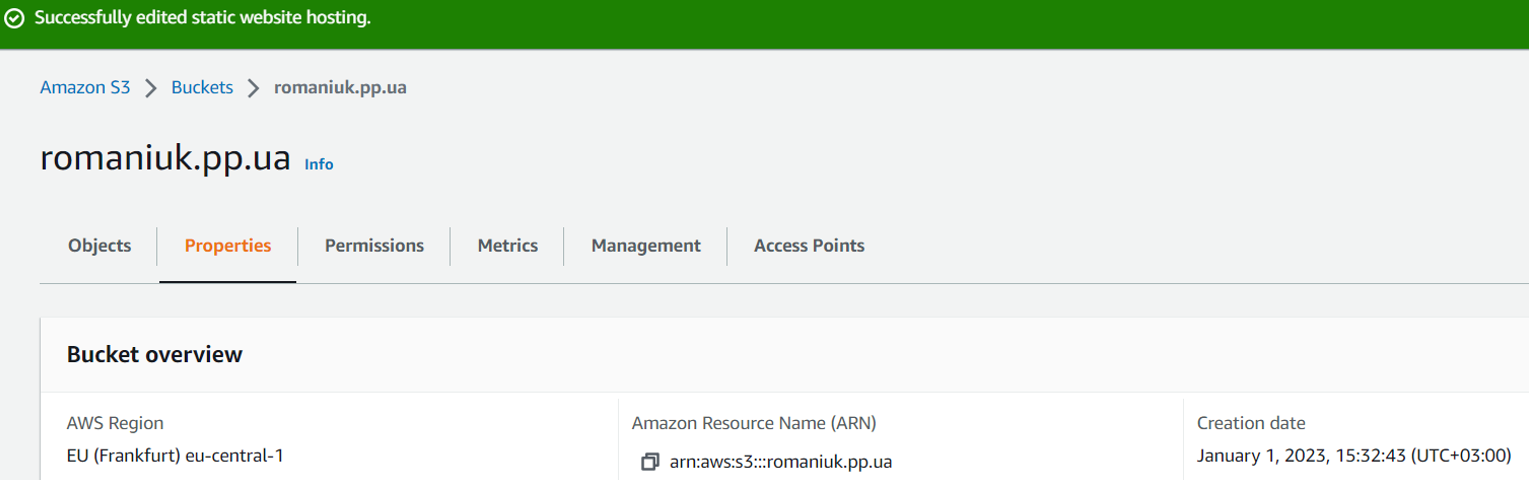 Successfully edited static website hosting.
Amazon S3 > Buckets > romaniuk.pp.ua
romaniuk.pp.ua Info
Objects Properties Permissions Metrics Management Access Points
Bucket overview
AWS Region Amazon Resource Name (ARN) Creation date
EU (Frankfurt) eu-central-1 arn:aws:s3:::romaniuk.pp.ua January 1, 2023, 15:32:43 (UTC+03:00)